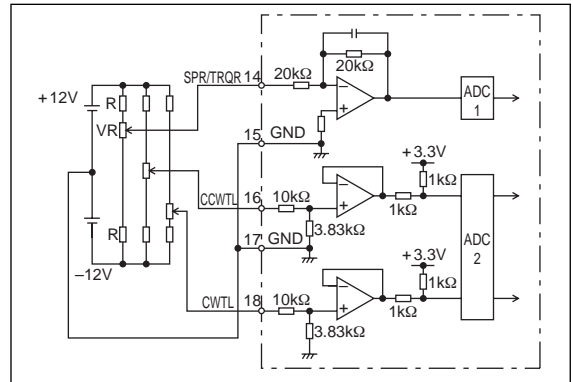 SPR/TRQR 14
20kΩ
20kΩ
ADC
1
+12V
R
VR
15 GND
+3.3V
1kΩ
CCWTL 16
10kΩ
1kΩ
3.83kΩ
17 GND
ADC
2
+3.3V
1kΩ
R
–12V
CWTL 18
10kΩ
1kΩ
3.83kΩ